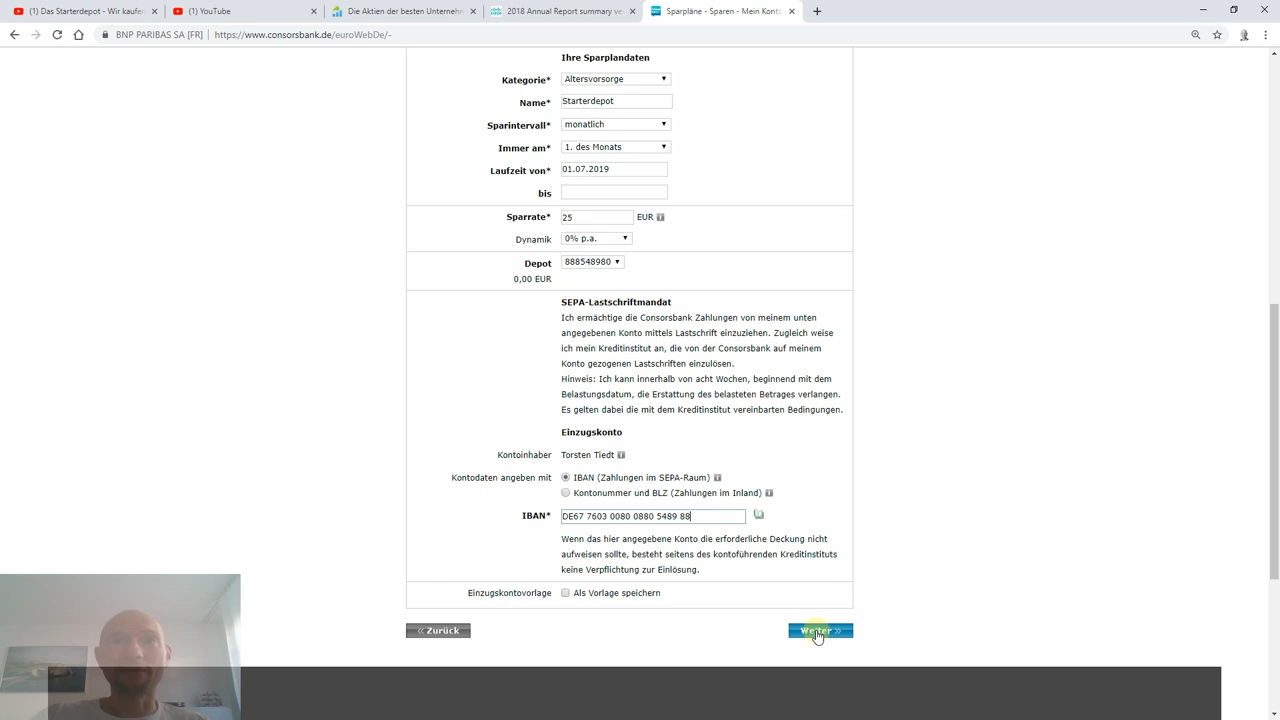 (1) Das Starterdepot - Wir kaufen
(1) YouTube
Die Aktien der besten Unternehm
2018 Annual Report summary ve
Sparpläne - Sparen - Mein Konto
BNP PARIBAS SA [FR]
https://www.consorsbank.de/euroWebDe/-
Ihre Sparplandaten
Kategorie* Altersvorsorge
Name* Starterdepot
Sparintervall* monatlich
Immer am* 1. des Monats
Laufzeit von* 01.07.2019
bis
Sparrate* 25 EUR
Dynamik 0% p.a.
Depot 888548980
0,00 EUR
SEPA-Lastschriftmandat
Ich ermächtige die Consorsbank Zahlungen von meinem unten
angegebenen Konto mittels Lastschrift einzuziehen. Zugleich weise
ich mein Kreditinstitut an, die von der Consorsbank auf meinem
Konto gezogenen Lastschriften einzulösen.
Hinweis: Ich kann innerhalb von acht Wochen, beginnend mit dem
Belastungsdatum, die Erstattung des belasteten Betrages verlangen.
Es gelten dabei die mit dem Kreditinstitut vereinbarten Bedingungen.
Einzugskonto
Kontoinhaber Torsten Tiedt
Kontodaten angeben mit IBAN (Zahlungen im SEPA-Raum)
Kontonummer und BLZ (Zahlungen im Inland)
IBAN* DE67 7603 0080 0880 5489 88
Wenn das hier angegebene Konto die erforderliche Deckung nicht
aufweisen sollte, besteht seitens des kontoführenden Kreditinstituts
keine Verpflichtung zur Einlösung.
Einzugskontovorlage Als Vorlage speichern
« Zurück
Weiter »